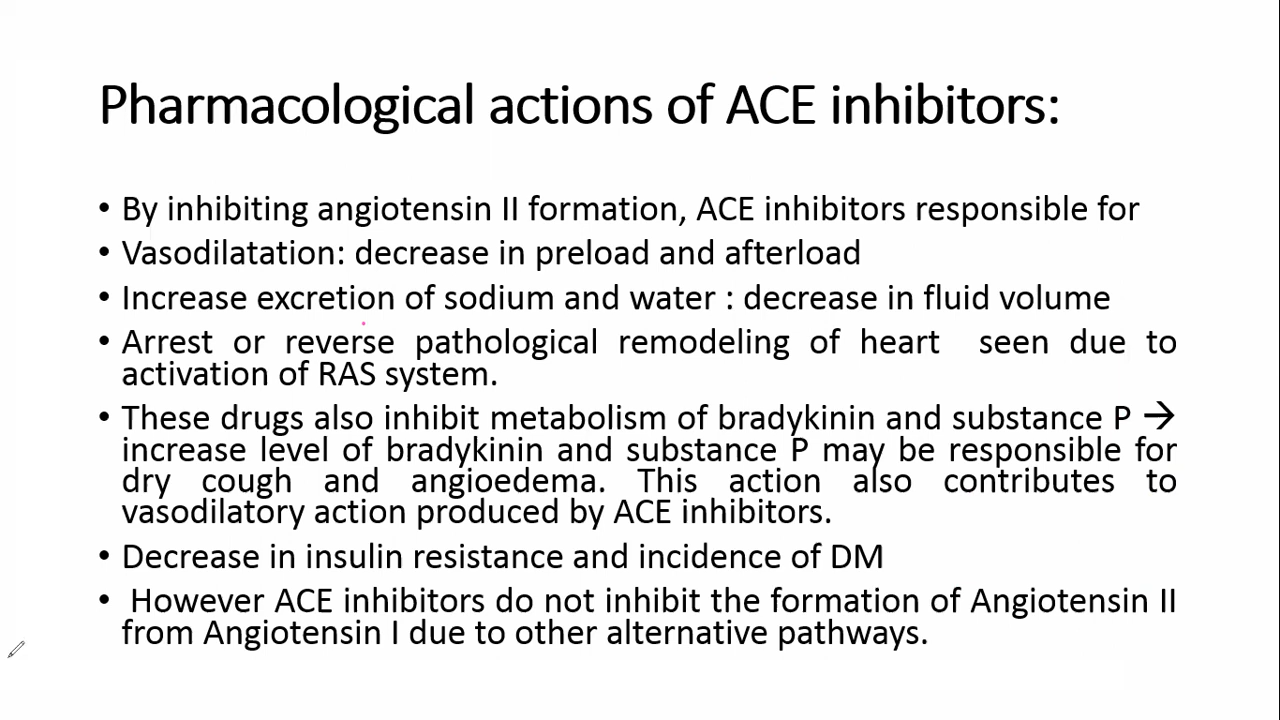 Pharmacological actions of ACE inhibitors:
• By inhibiting angiotensin II formation, ACE inhibitors responsible for
• Vasodilatation: decrease in preload and afterload
• Increase excretion of sodium and water : decrease in fluid volume
• Arrest or reverse pathological remodeling of heart seen due to
activation of RAS system.
• These drugs also inhibit metabolism of bradykinin and substance P →
increase level of bradykinin and substance P may be responsible for
dry cough and angioedema. This action also contributes to
vasodilatory action produced by ACE inhibitors.
• Decrease in insulin resistance and incidence of DM
• However ACE inhibitors do not inhibit the formation of Angiotensin II
from Angiotensin I due to other alternative pathways.